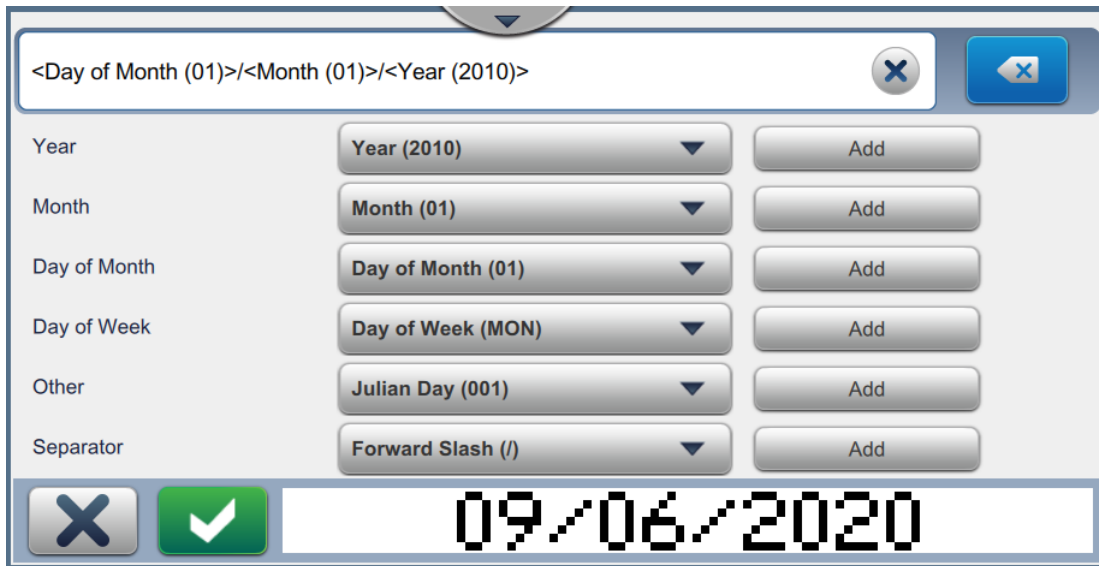 <Day of Month (01)>/<Month (01)>/<Year (2010)>
Year Year (2010) Add
Month Month (01) Add
Day of Month Day of Month (01) Add
Day of Week Day of Week (MON) Add
Other Julian Day (001) Add
Separator Forward Slash (/) Add
09/06/2020